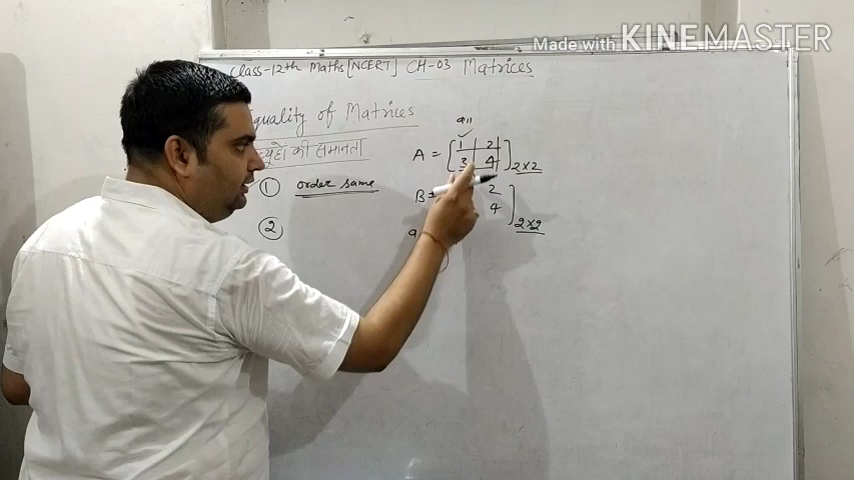 Made with KINEMASTER
Class-12th Maths [NCERT] CH-03 Matrices
quality of Matrices
की समानता
① order same
②
a11
A = [1 2
3 4] 2×2
B = 2
4] 2×2
a